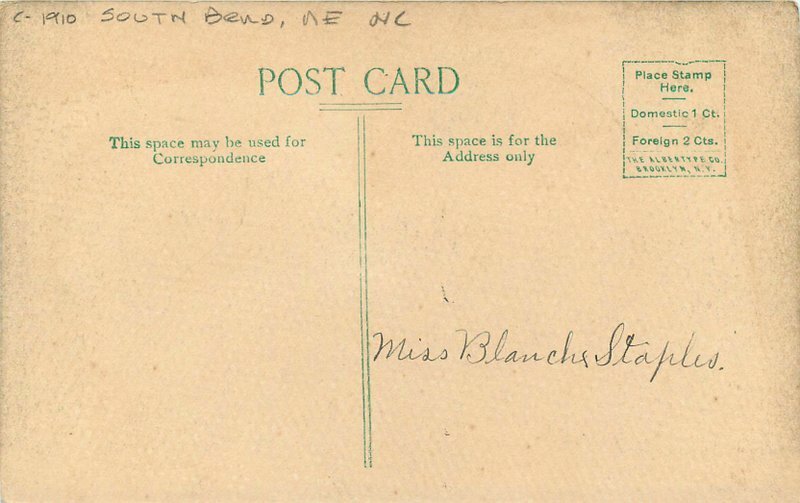 C-1910 SOUTH BEND, NE NC
POST CARD
This space may be used for
Correspondence
This space is for the
Address only
Place Stamp
Here.
Domestic 1 Ct.
Foreign 2 Cts.
THE ALBERTYPE CO.
BROOKLYN, N.Y.
Miss Blanche Staples.